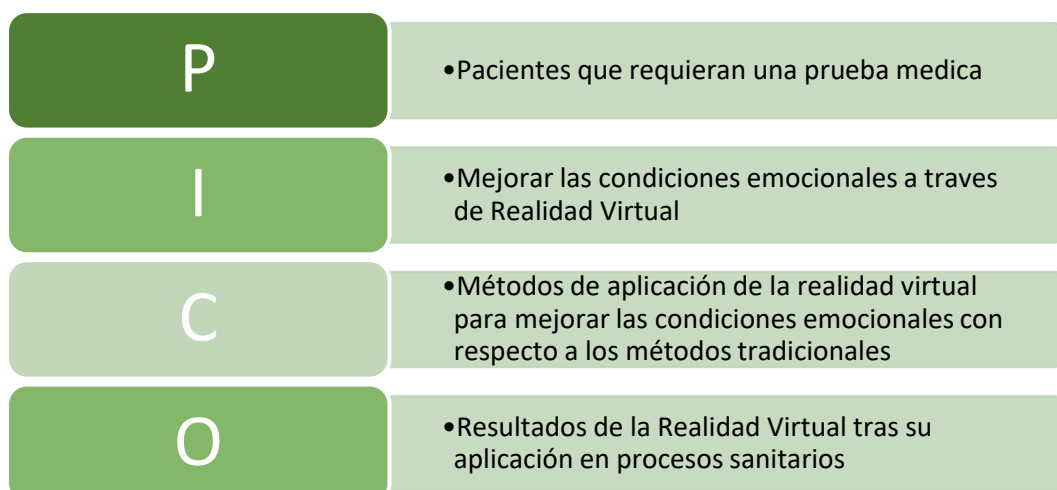 P
•Pacientes que requieran una prueba medica
I
•Mejorar las condiciones emocionales a traves
de Realidad Virtual
C
•Métodos de aplicación de la realidad virtual
para mejorar las condiciones emocionales con
respecto a los métodos tradicionales
O
•Resultados de la Realidad Virtual tras su
aplicación en procesos sanitarios